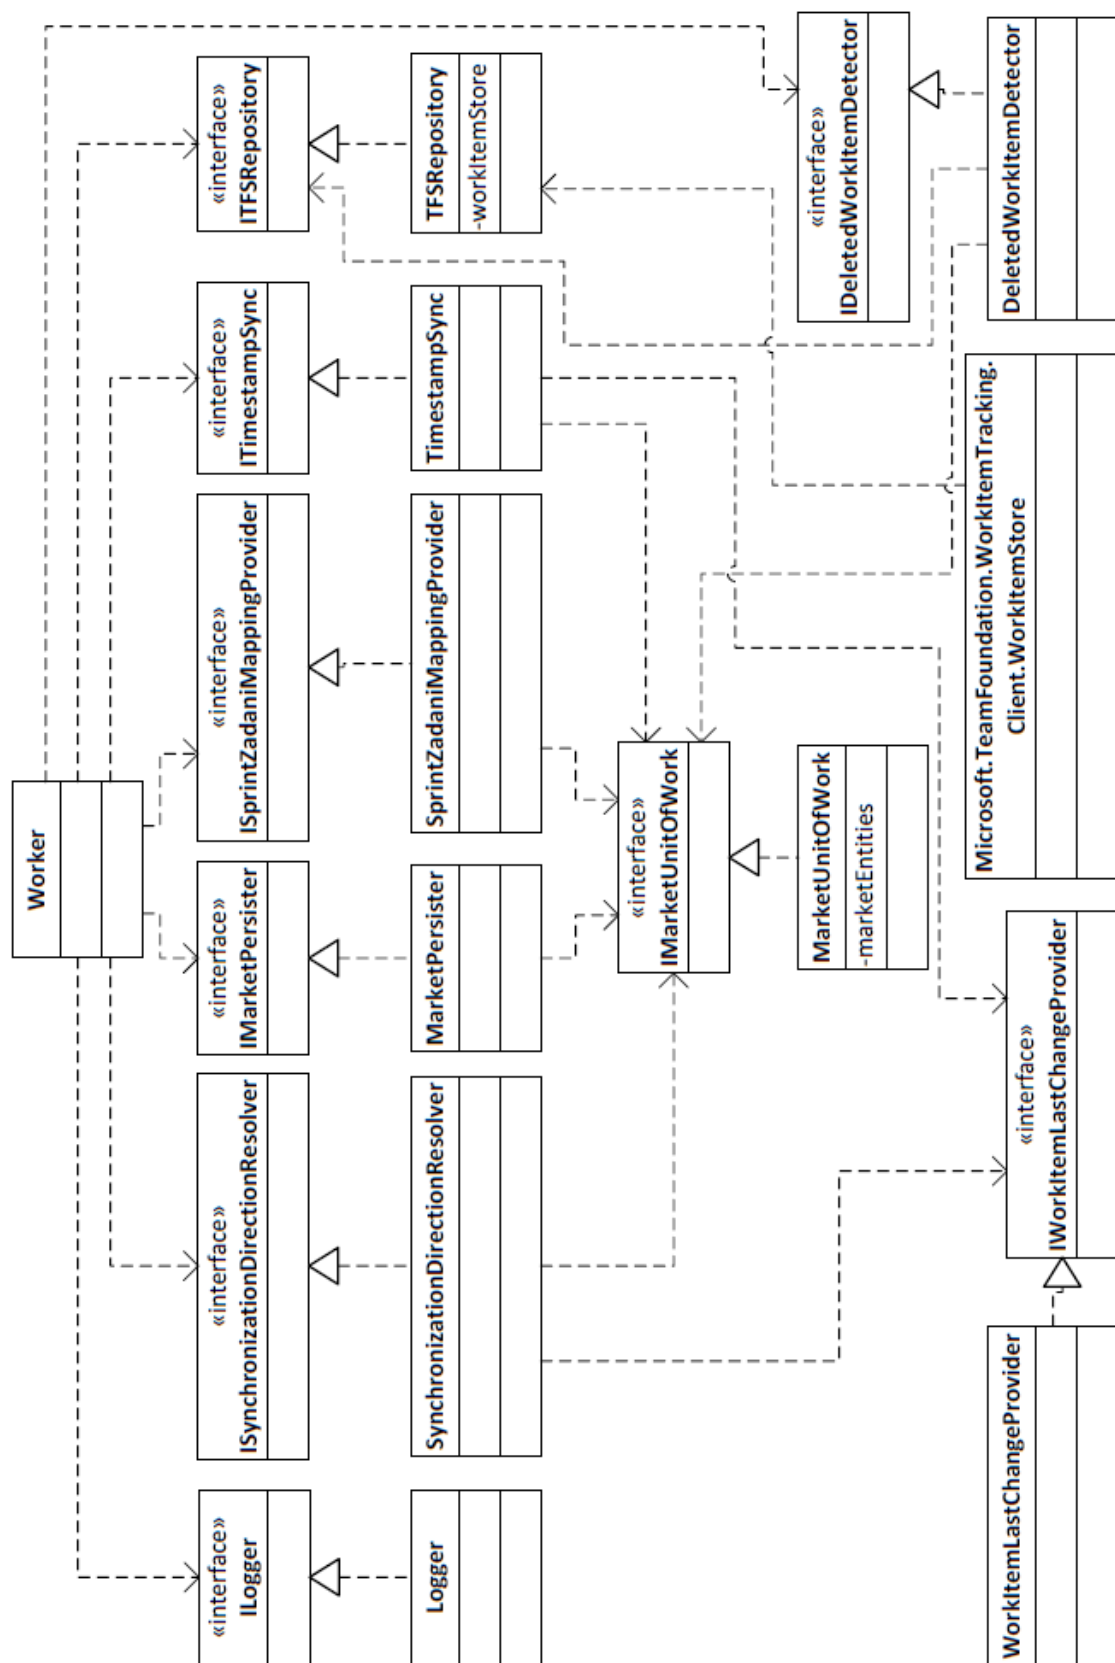 Worker
«interface»
ILogger
«interface»
ISynchronizationDirectionResolver
«interface»
IMarketPersister
«interface»
ISprintZadaniMappingProvider
«interface»
ITimestampSync
«interface»
ITFSRepository
Logger
SynchronizationDirectionResolver
MarketPersister
SprintZadaniMappingProvider
TimestampSync
TFSRepository
-workItemStore
«interface»
IMarketUnitOfWork
MarketUnitOfWork
-marketEntities
«interface»
IDeletedWorkItemDetector
WorkItemLastChangeProvider
«interface»
IWorkItemLastChangeProvider
Microsoft.TeamFoundation.WorkItemTracking.
Client.WorkItemStore
DeletedWorkItemDetector